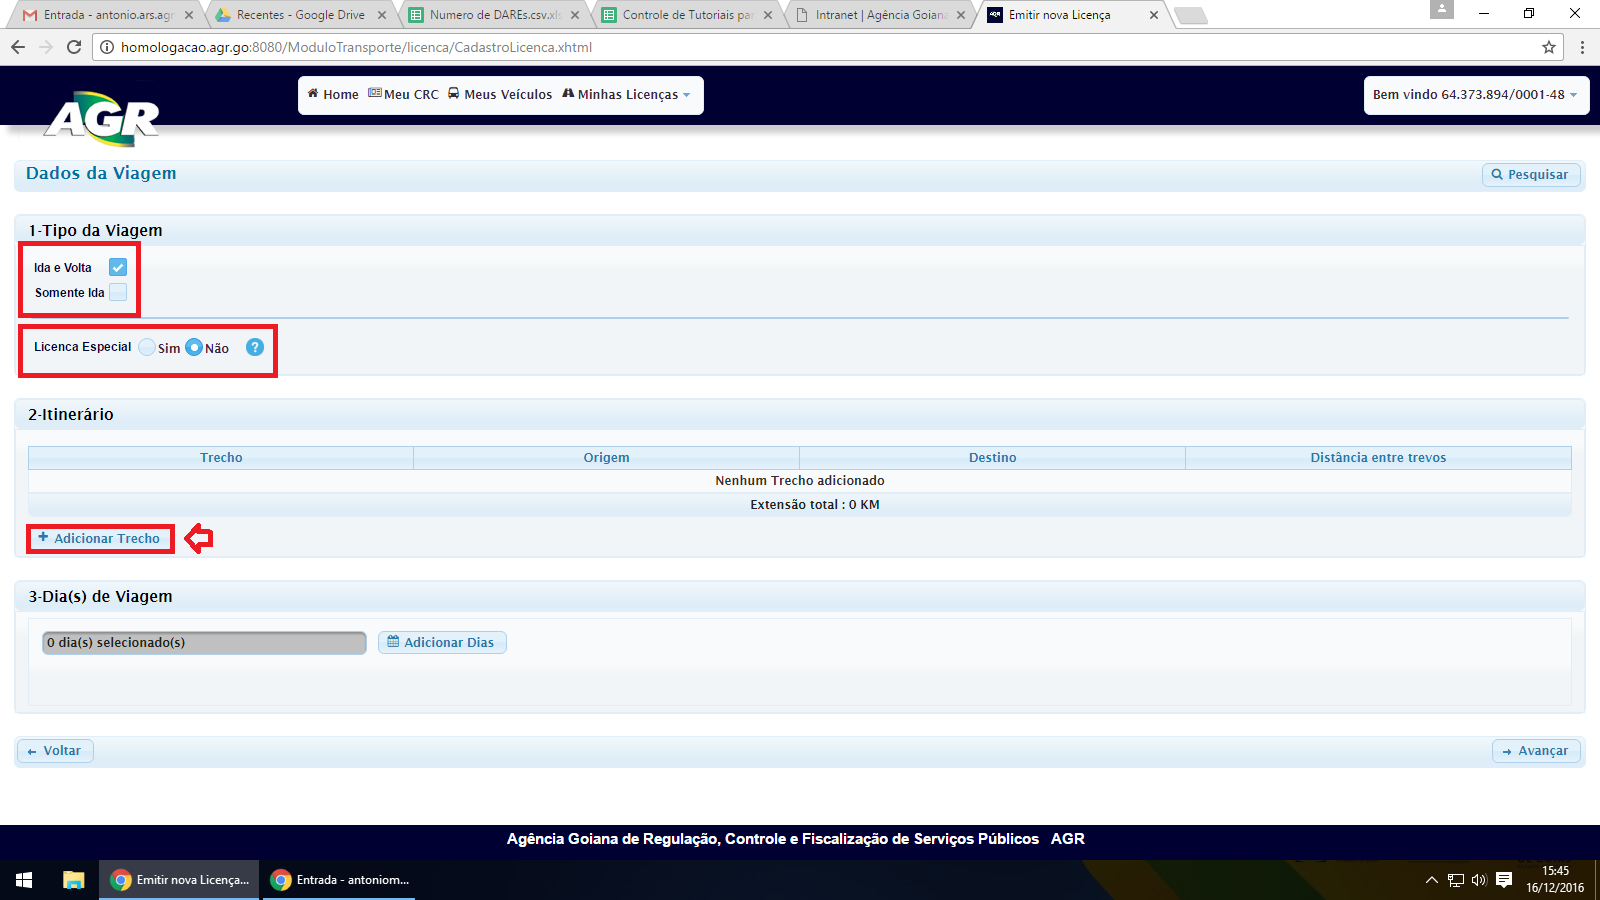 Entrada - antonio.ars.agr
Recentes - Google Drive
Numero de DAREs.csv.xls
Controle de Tutoriais par
Intranet | Agência Goiana
Emitir nova Licença
homologacao.agr.go:8080/ModuloTransporte/licenca/CadastroLicenca.xhtml
AGR
Home Meu CRC Meus Veículos Minhas Licenças
Bem vindo 64.373.894/0001-48
Dados da Viagem
Pesquisar
1-Tipo da Viagem
Ida e Volta
Somente Ida
Licenca Especial Sim Não ?
2-Itinerário
Trecho Origem Destino Distância entre trevos
Nenhum Trecho adicionado
Extensão total : 0 KM
+ Adicionar Trecho
3-Dia(s) de Viagem
0 dia(s) selecionado(s) Adicionar Dias
← Voltar
→ Avançar
Agência Goiana de Regulação, Controle e Fiscalização de Serviços Públicos AGR
Emitir nova Licença...
Entrada - antoniom...
15:45
16/12/2016